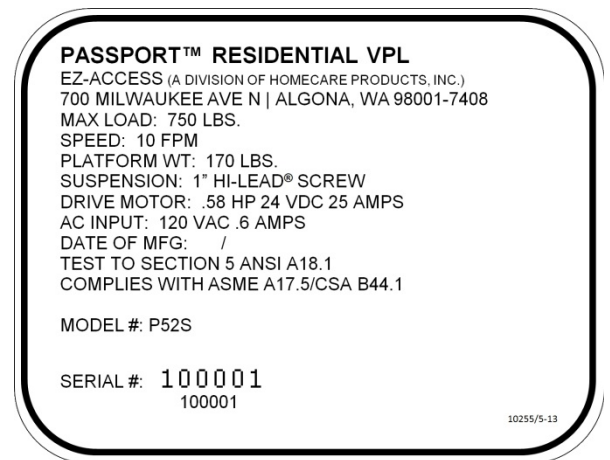 PASSPORT™ RESIDENTIAL VPL
EZ-ACCESS (A DIVISION OF HOMECARE PRODUCTS, INC.)
700 MILWAUKEE AVE N | ALGONA, WA 98001-7408
MAX LOAD: 750 LBS.
SPEED: 10 FPM
PLATFORM WT: 170 LBS.
SUSPENSION: 1” HI-LEAD® SCREW
DRIVE MOTOR: .58 HP 24 VDC 25 AMPS
AC INPUT: 120 VAC .6 AMPS
DATE OF MFG: /
TEST TO SECTION 5 ANSI A18.1
COMPLIES WITH ASME A17.5/CSA B44.1
MODEL #: P52S
SERIAL #: 100001
100001
10255/5-13